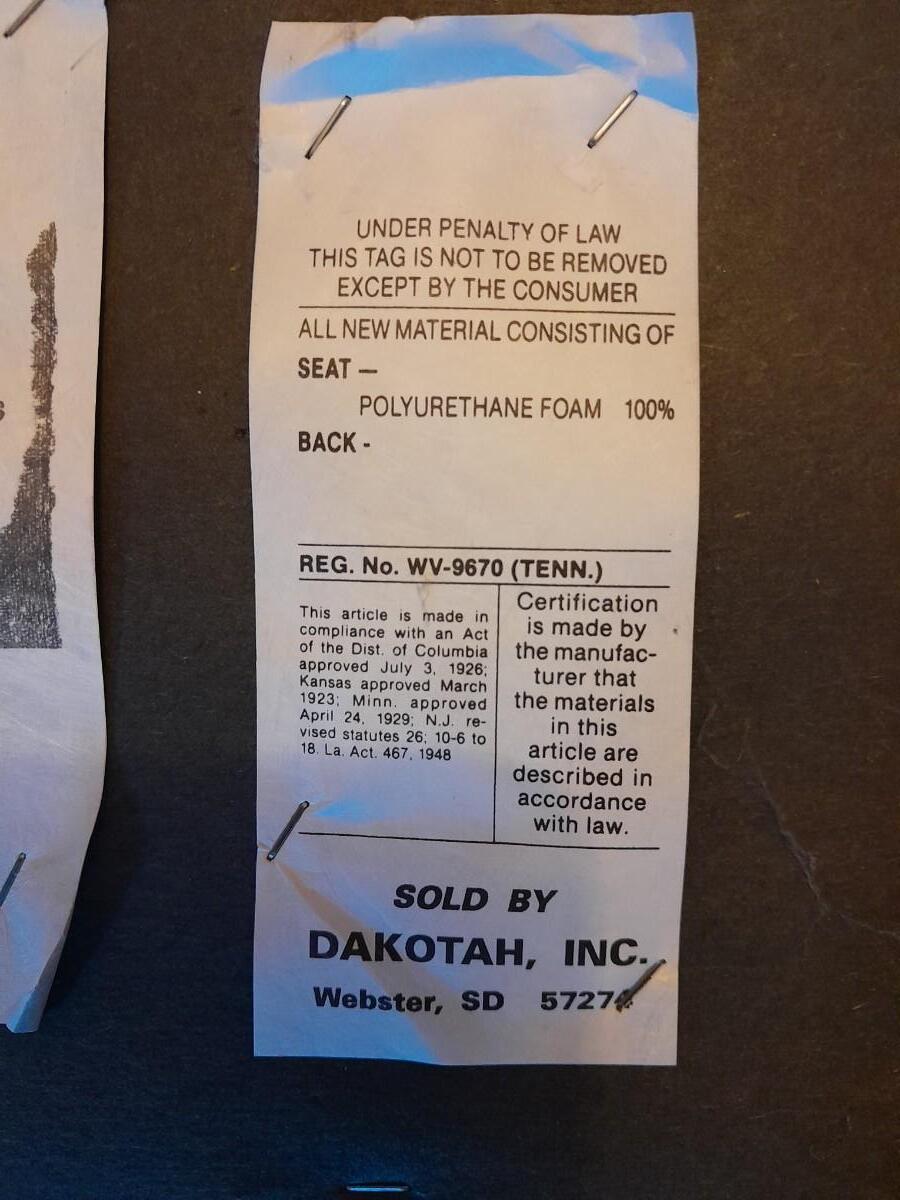 UNDER PENALTY OF LAW
THIS TAG IS NOT TO BE REMOVED
EXCEPT BY THE CONSUMER
ALL NEW MATERIAL CONSISTING OF
SEAT —
POLYURETHANE FOAM 100%
BACK -
REG. No. WV-9670 (TENN.)
This article is made in
compliance with an Act
of the Dist. of Columbia
approved July 3, 1926;
Kansas approved March
1923; Minn. approved
April 24, 1929; N.J. re-
vised statutes 26; 10-6 to
18. La. Act. 467, 1948
Certification
is made by
the manufac-
turer that
the materials
in this
article are
described in
accordance
with law.
SOLD BY
DAKOTAH, INC.
Webster, SD 57274